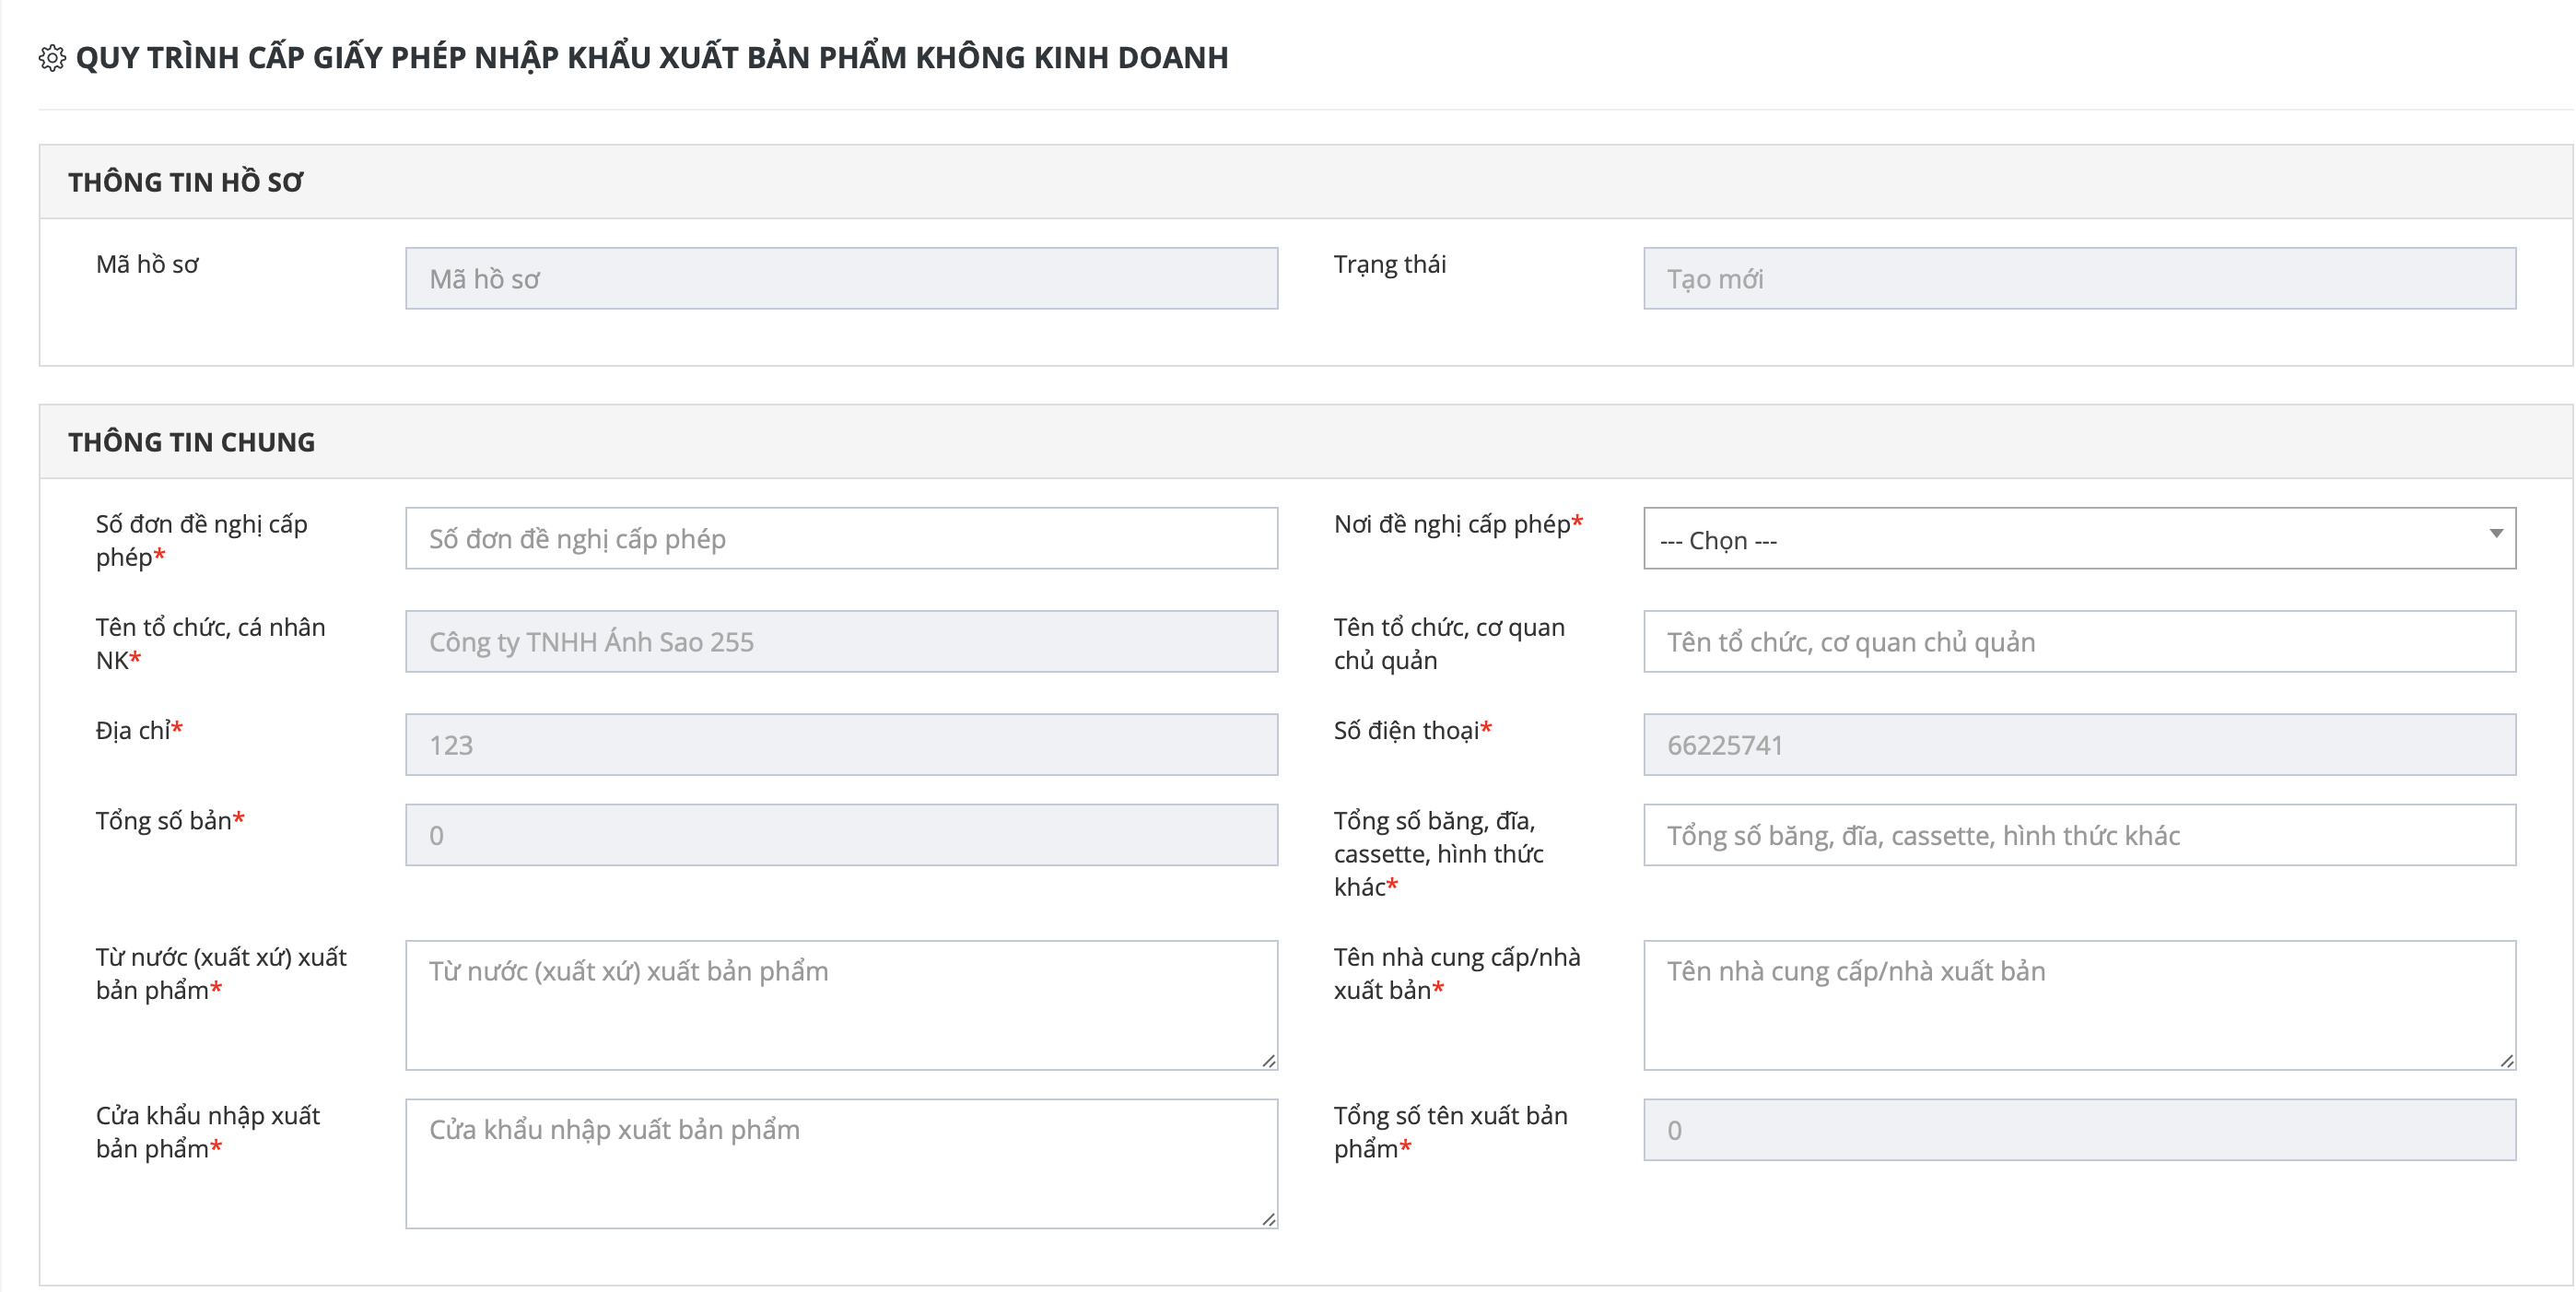 QUY TRÌNH CẤP GIẤY PHÉP NHẬP KHẨU XUẤT BẢN PHẨM KHÔNG KINH DOANH
THÔNG TIN HỒ SƠ
Mã hồ sơ
Mã hồ sơ
Trạng thái
Tạo mới
THÔNG TIN CHUNG
Số đơn đề nghị cấp
phép*
Số đơn đề nghị cấp phép
Nơi đề nghị cấp phép*
--- Chọn ---
Tên tổ chức, cá nhân
NK*
Công ty TNHH Ánh Sao 255
Tên tổ chức, cơ quan
chủ quản
Tên tổ chức, cơ quan chủ quản
Địa chỉ*
123
Số điện thoại*
66225741
Tổng số bản*
0
Tổng số băng, đĩa,
cassette, hình thức
khác*
Tổng số băng, đĩa, cassette, hình thức khác
Từ nước (xuất xứ) xuất
bản phẩm*
Từ nước (xuất xứ) xuất bản phẩm
Tên nhà cung cấp/nhà
xuất bản*
Tên nhà cung cấp/nhà xuất bản
Cửa khẩu nhập xuất
bản phẩm*
Cửa khẩu nhập xuất bản phẩm
Tổng số tên xuất bản
phẩm*
0